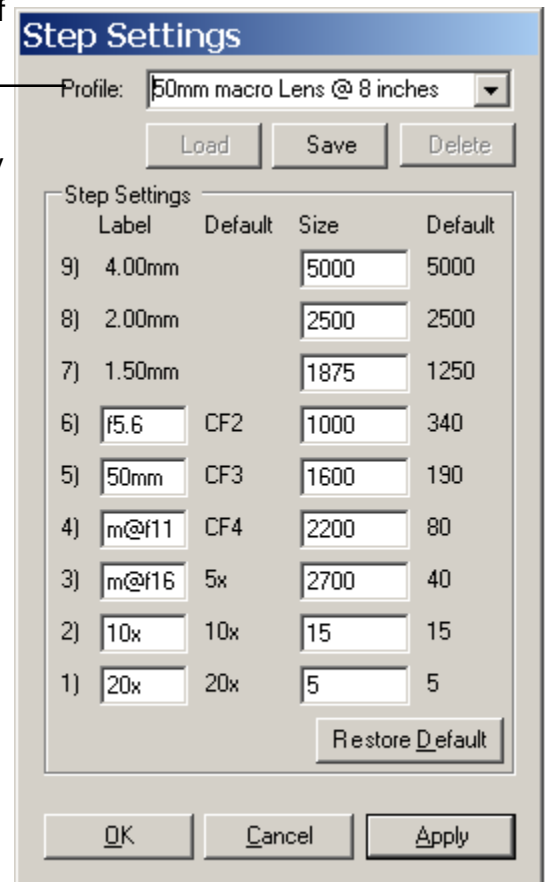 f
Step Settings
Profile: 50mm macro Lens @ 8 inches
y
Load Save Delete
Step Settings
Label Default Size Default
9) 4.00mm 5000 5000
8) 2.00mm 2500 2500
7) 1.50mm 1875 1250
6) f5.6 CF2 1000 340
5) 50mm CF3 1600 190
4) m@f11 CF4 2200 80
3) m@f16 5x 2700 40
2) 10x 10x 15 15
1) 20x 20x 5 5
Restore Default
OK Cancel Apply